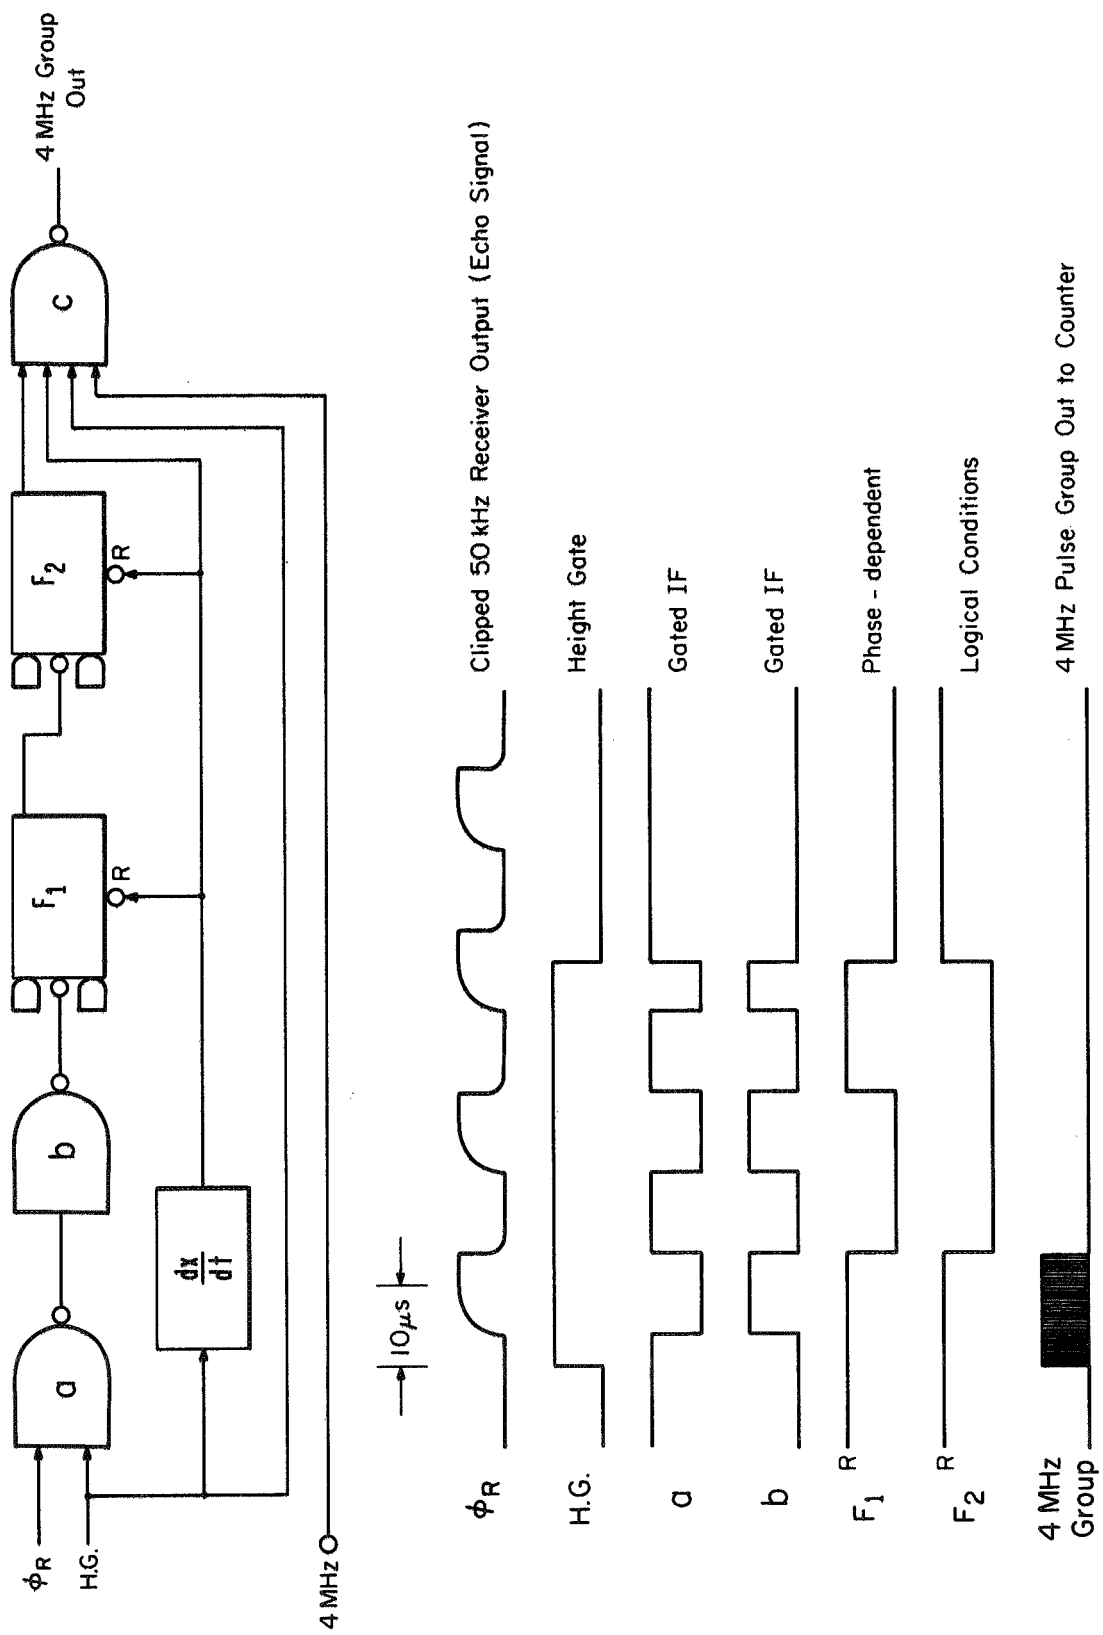 ϕR
H.G.
4 MHz
a
b
dx
dt
F1
R
F2
R
c
4 MHz Group
Out
10μs
ϕR
Clipped 50 kHz Receiver Output (Echo Signal)
H.G.
Height Gate
a
Gated IF
b
Gated IF
F1
R
Phase - dependent
F2
R
Logical Conditions
4 MHz
Group
4 MHz Pulse Group Out to Counter